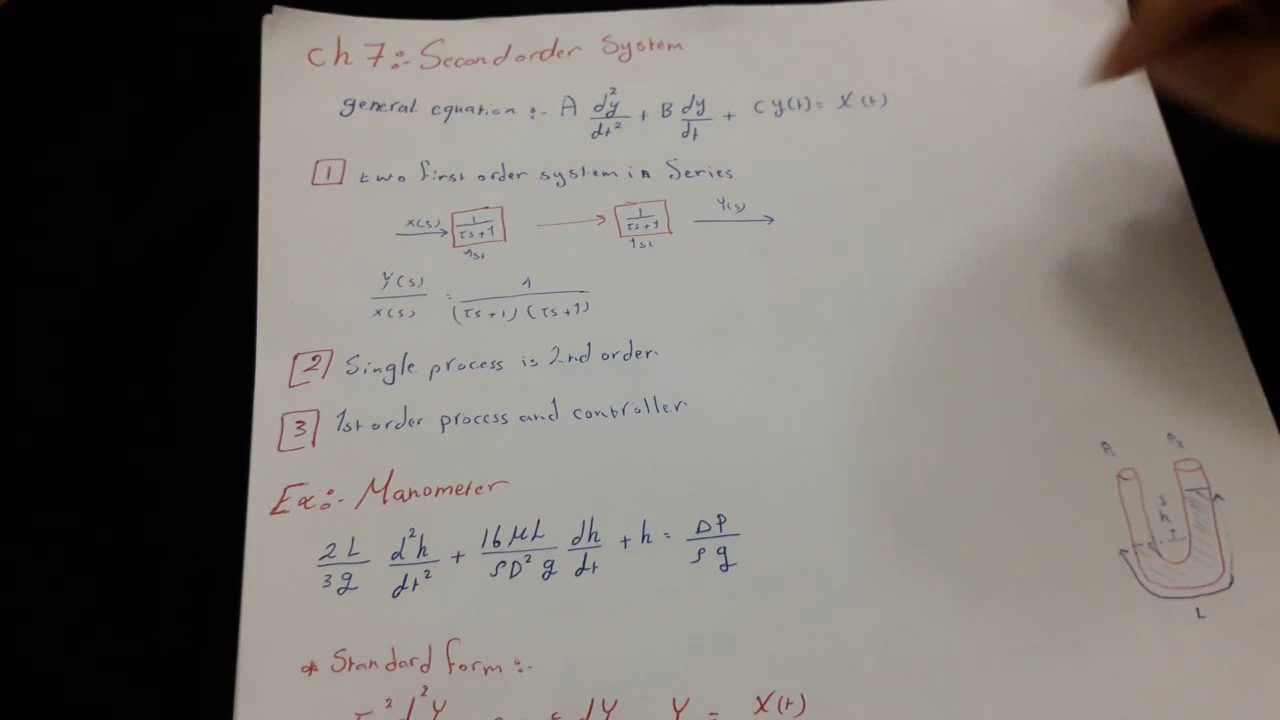 Ch 7:- Second order System
general equation :- A d²y/dt² + B dy/dt + C y(t) = X(t)
1 two first order system in Series
X(s) 1/(τs+1) 1/(τs+1) Y(s)
1st 1st
Y(s)/X(s) = 1/((τs+1)(τs+1))
2 Single process is 2nd order.
3 1st order process and controller
Ex:- Manometer
2L/3g d²h/dt² + 16μL/ρD²g dh/dt + h = ΔP/ρg
L
* Standard form :-